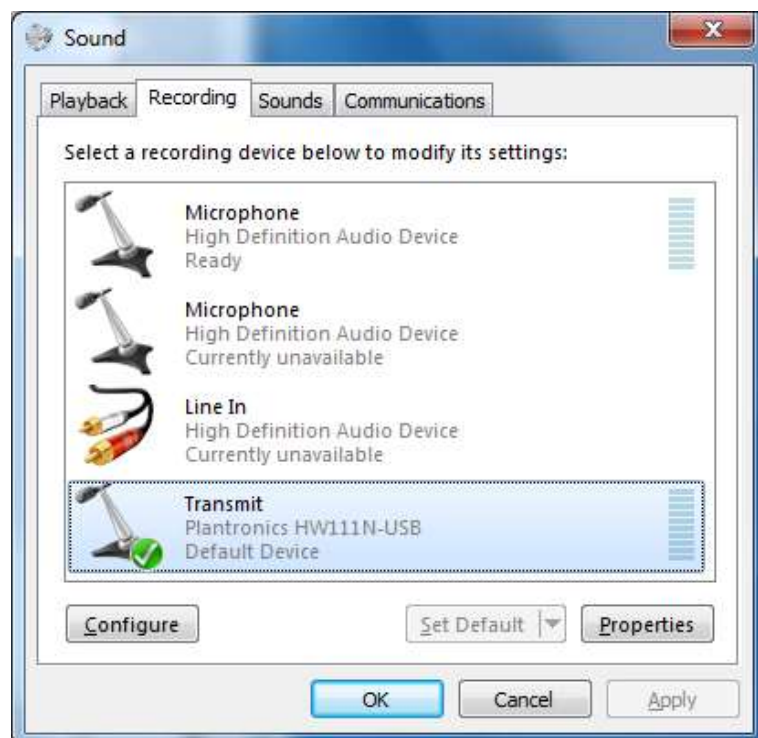 Sound
Playback Recording Sounds Communications
Select a recording device below to modify its settings:
Microphone
High Definition Audio Device
Ready
Microphone
High Definition Audio Device
Currently unavailable
Line In
High Definition Audio Device
Currently unavailable
Transmit
Plantronics HW111N-USB
Default Device
Configure Set Default Properties
OK Cancel Apply